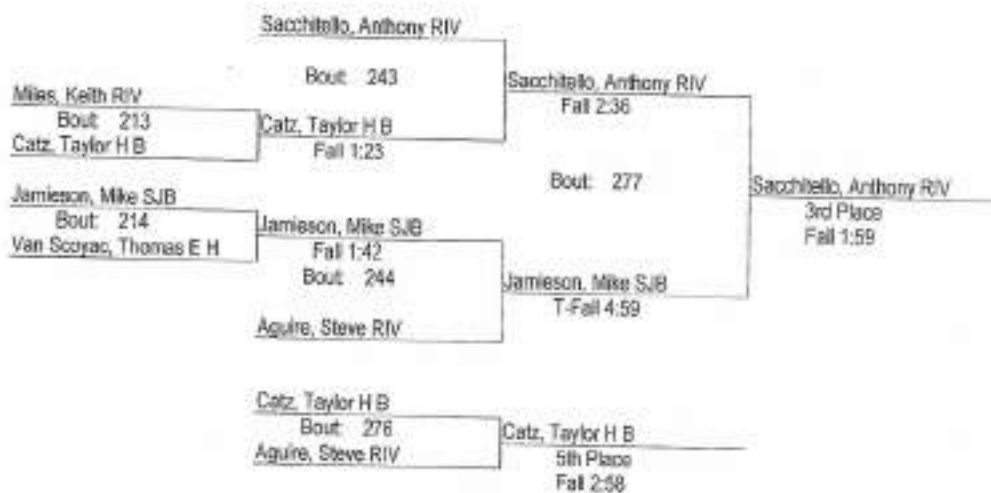 Sacchitello, Anthony RIV
Bout: 243
Sacchitello, Anthony RIV
Fall 2:36
Miles, Keith RIV
Bout: 213
Catz, Taylor H B
Catz, Taylor H B
Fall 1:23
Bout: 277
Sacchitello, Anthony RIV
3rd Place
Fall 1:59
Jamieson, Mike SJB
Bout: 214
Van Scoyac, Thomas E H
Jamieson, Mike SJB
Fall 1:42
Bout: 244
Jamieson, Mike SJB
T-Fall 4:59
Aguire, Steve RIV
Catz, Taylor H B
Bout: 276
Aguire, Steve RIV
Catz, Taylor H B
5th Place
Fall 2:58